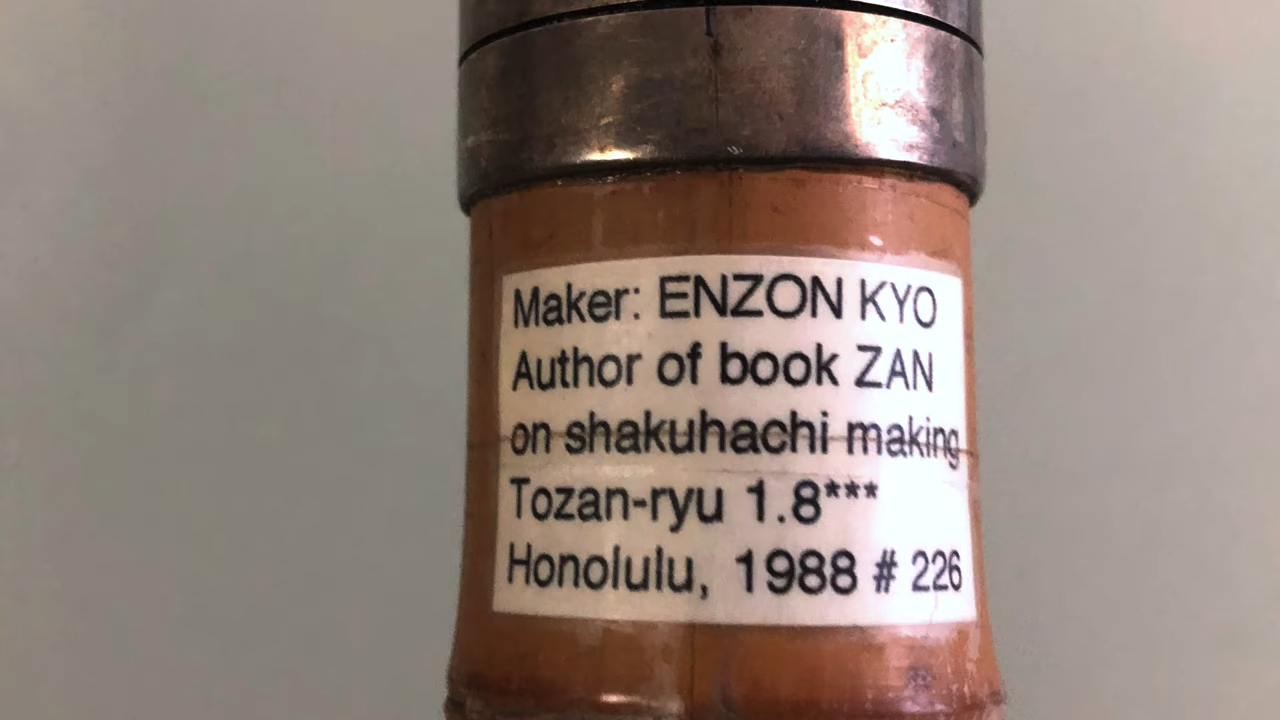 Maker: ENZON KYO
Author of book ZAN
on shakuhachi making
Tozan-ryu 1.8***
Honolulu, 1988 # 226